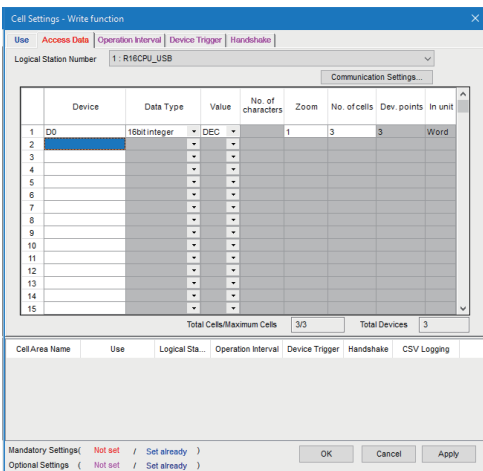 Cell Settings - Write function
Use Access Data Operation Interval Device Trigger Handshake
Logical Station Number 1 : R16CPU_USB
Communication Settings...
Device Data Type Value No. of characters Zoom No. of cells Dev. points In unit
1 D0 16bit integer DEC 1 3 3 Word
2
3
4
5
6
7
8
9
10
11
12
13
14
15
Total Cells/Maximum Cells 3/3 Total Devices 3
Cell Area Name Use Logical Sta... Operation Interval Device Trigger Handshake CSV Logging
Mandatory Settings( Not set / Set already )
Optional Settings ( Not set / Set already )
OK Cancel Apply